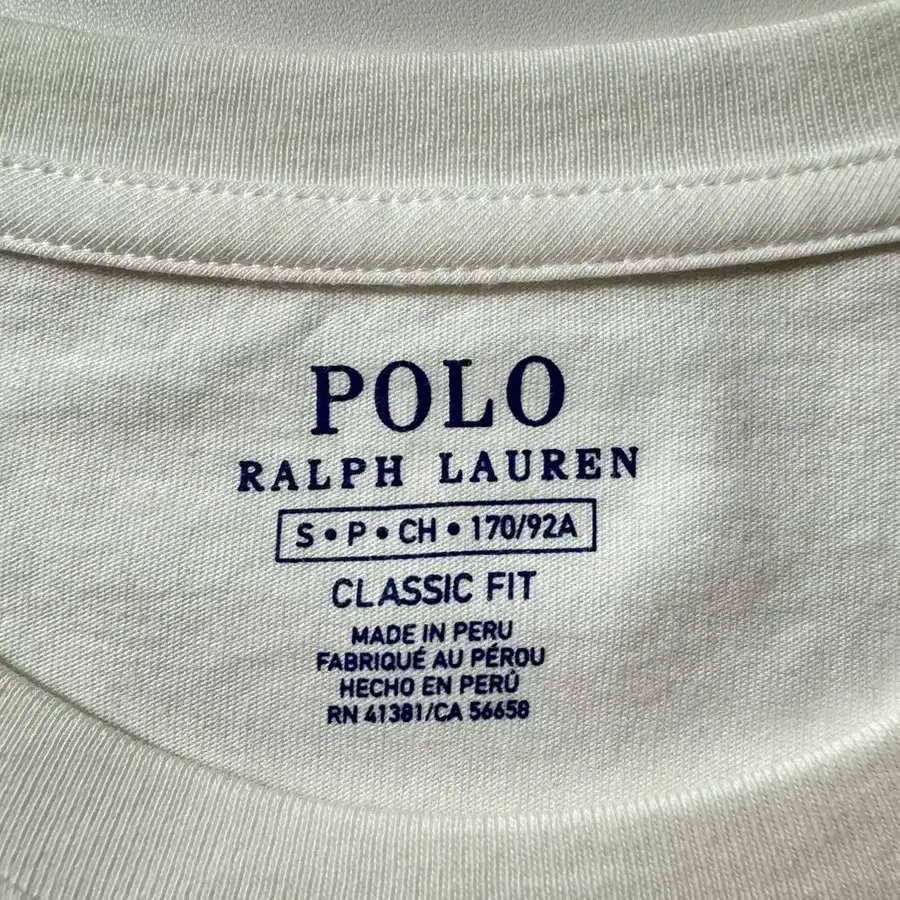 POLO
RALPH LAUREN
S • P • CH • 170/92A
CLASSIC FIT
MADE IN PERU
FABRIQUÉ AU PÉROU
HECHO EN PERÚ
RN 41381/CA 56658